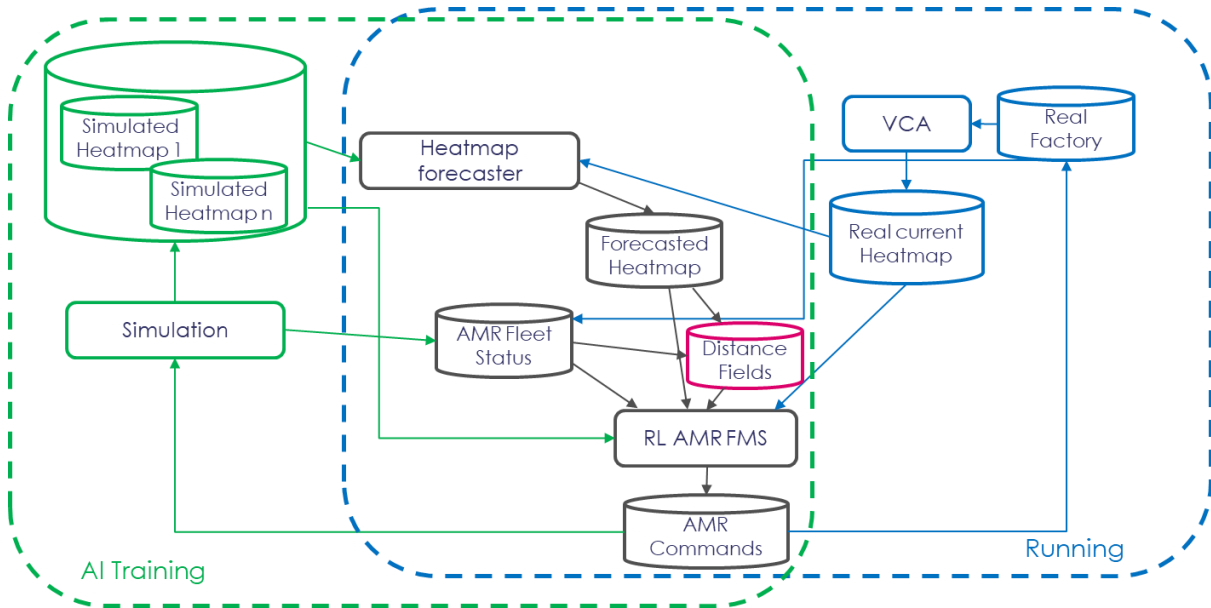 Simulated
Heatmap 1
Simulated
Heatmap n
Heatmap
forecaster
VCA
Real
Factory
Forecasted
Heatmap
Real current
Heatmap
Simulation
AMR Fleet
Status
Distance
Fields
RL AMR FMS
AMR
Commands
AI Training
Running